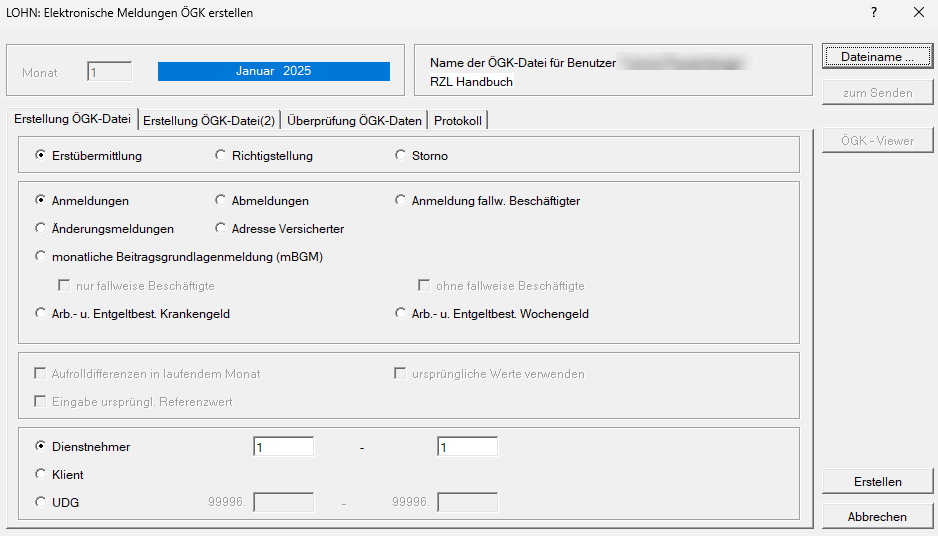 LOHN: Elektronische Meldungen ÖGK erstellen
?
Monat 1 Januar 2025
Name der ÖGK-Datei für Benutzer
RZL Handbuch
Dateiname ...
zum Senden
ÖGK - Viewer
Erstellung ÖGK-Datei Erstellung ÖGK-Datei(2) Überprüfung ÖGK-Daten Protokoll
Erstübermittlung Richtigstellung Storno
Anmeldungen Abmeldungen Anmeldung fallw. Beschäftigter
Änderungsmeldungen Adresse Versicherter
monatliche Beitragsgrundlagenmeldung (mBGM)
nur fallweise Beschäftigte ohne fallweise Beschäftigte
Arb.- u. Entgeltbest. Krankengeld Arb.- u. Entgeltbest. Wochengeld
Aufrolldifferenzen in laufendem Monat ursprüngliche Werte verwenden
Eingabe ursprüngl. Referenzwert
Dienstnehmer 1 - 1
Klient
UDG 99996. - 99996.
Erstellen
Abbrechen